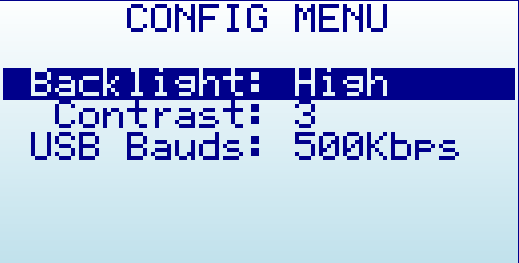 CONFIG MENU
Backlight: High
Contrast: 3
USB Bauds: 500Kbps